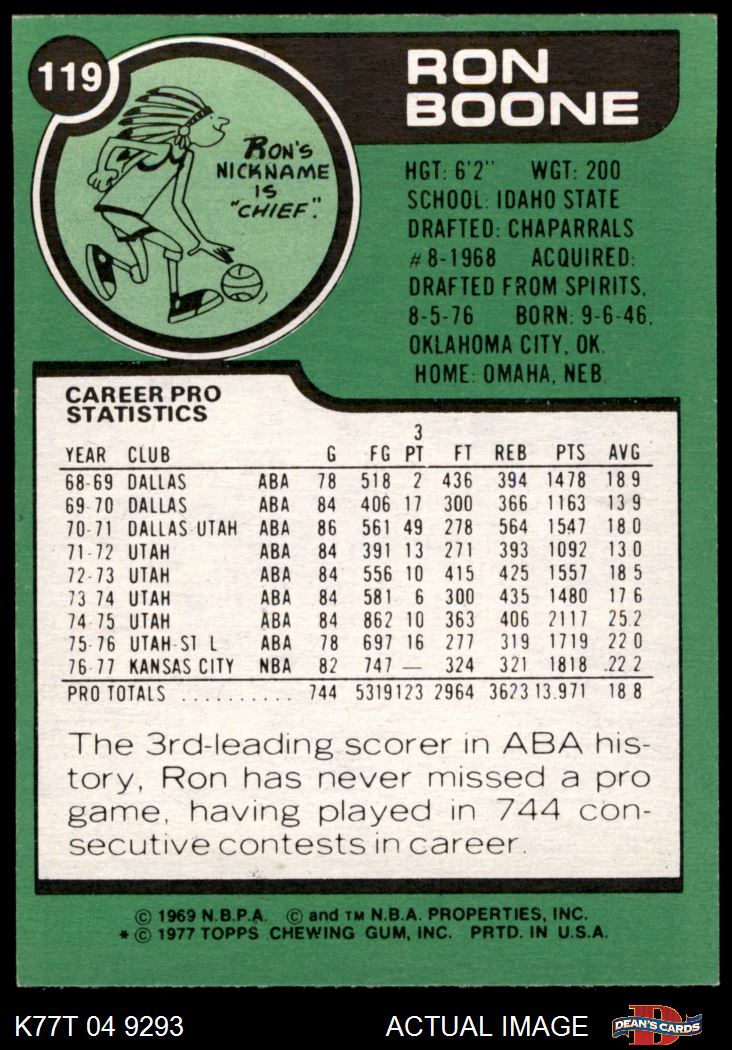 119
RON
BOONE
RON'S
NICKNAME
IS
"CHIEF."
HGT: 6'2" WGT: 200
SCHOOL: IDAHO STATE
DRAFTED: CHAPARRALS
#8-1968 ACQUIRED:
DRAFTED FROM SPIRITS,
8-5-76 BORN: 9-6-46,
OKLAHOMA CITY, OK.
HOME: OMAHA, NEB.
CAREER PRO
STATISTICS
3
YEAR CLUB G FG PT FT REB PTS AVG
68-69 DALLAS ABA 78 518 2 436 394 1478 18.9
69-70 DALLAS ABA 84 406 17 300 366 1163 13.9
70-71 DALLAS-UTAH ABA 86 561 49 278 564 1547 18.0
71-72 UTAH ABA 84 391 13 271 393 1092 13.0
72-73 UTAH ABA 84 556 10 415 425 1557 18.5
73-74 UTAH ABA 84 581 6 300 435 1480 17.6
74-75 UTAH ABA 84 862 10 363 406 2117 25.2
75-76 UTAH-ST L ABA 78 697 16 277 319 1719 22.0
76-77 KANSAS CITY NBA 82 747 — 324 321 1818 .22.2
PRO TOTALS .......... 744 5319 123 2964 3623 13.971 18.8
The 3rd-leading scorer in ABA his-
tory, Ron has never missed a pro
game, having played in 744 con-
secutive contests in career.
© 1969 N.B.P.A. © and TM N.B.A. PROPERTIES, INC.
* © 1977 TOPPS CHEWING GUM, INC. PRTD. IN U.S.A.
K77T 04 9293 ACTUAL IMAGE
D
DEAN'S CARDS